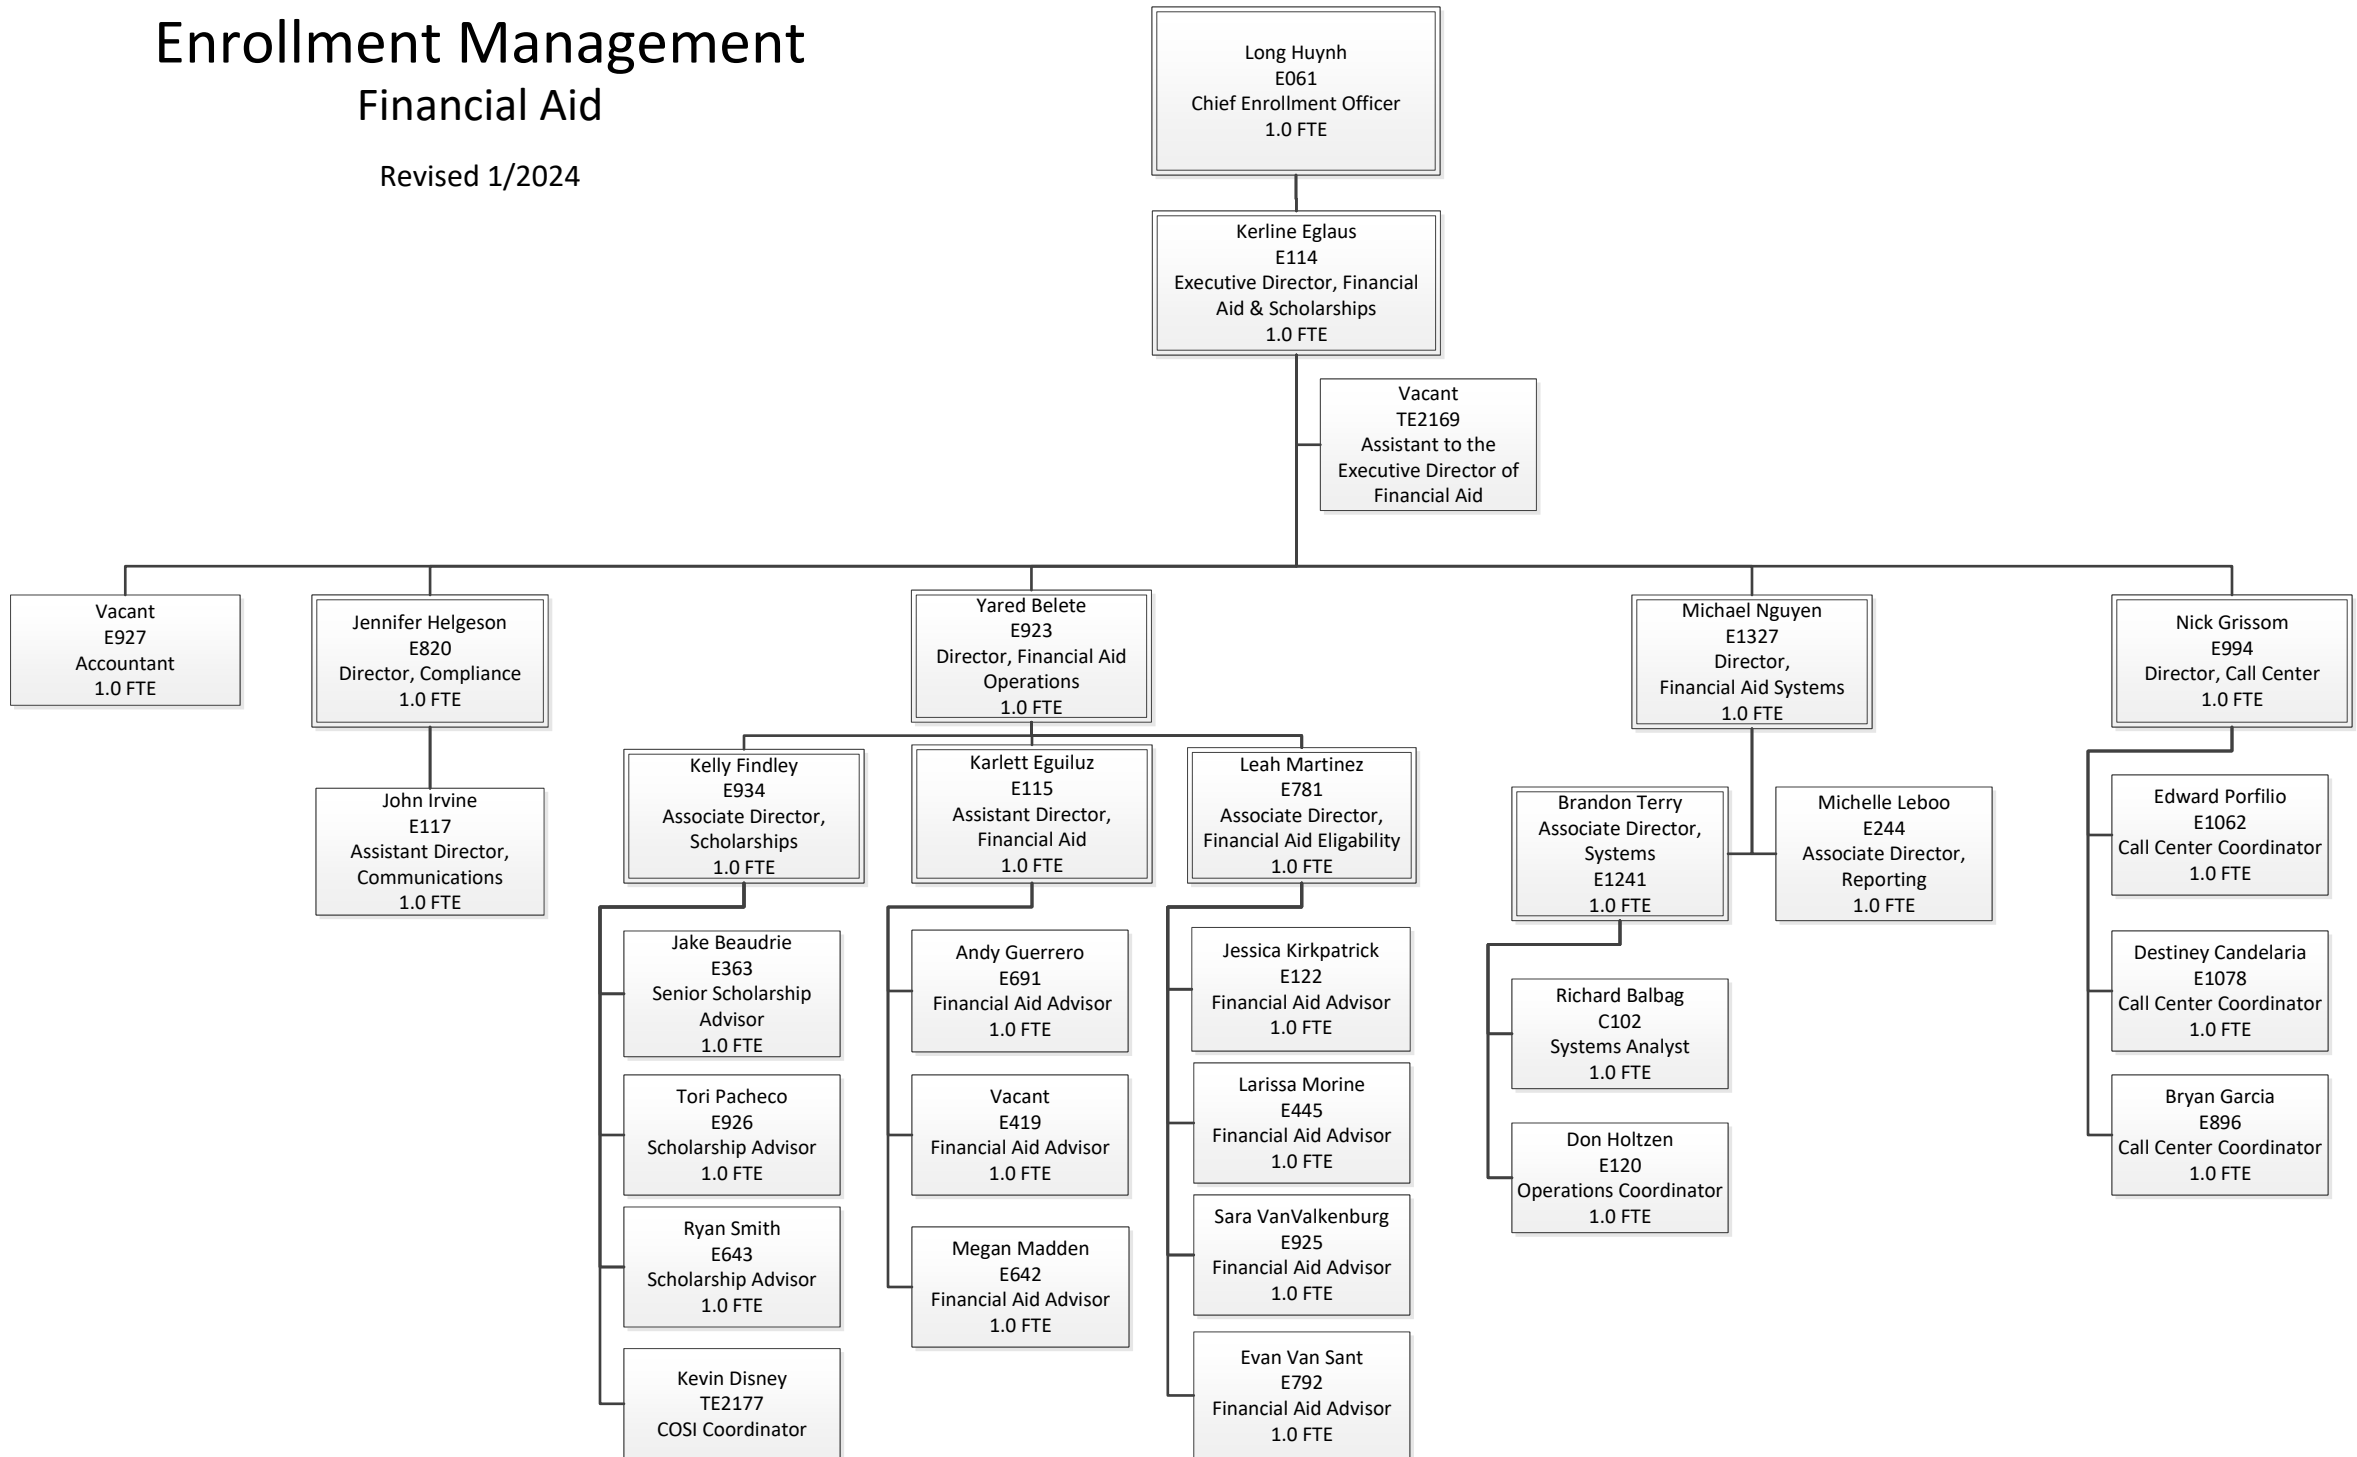 Enrollment Management
Financial Aid
Revised 1/2024
Long Huynh
E061
Chief Enrollment Officer
1.0 FTE
Kerline Eglaus
E114
Executive Director, Financial
Aid & Scholarships
1.0 FTE
Vacant
TE2169
Assistant to the
Executive Director of
Financial Aid
Vacant
E927
Accountant
1.0 FTE
Jennifer Helgeson
E820
Director, Compliance
1.0 FTE
John Irvine
E117
Assistant Director,
Communications
1.0 FTE
Yared Belete
E923
Director, Financial Aid
Operations
1.0 FTE
Kelly Findley
E934
Associate Director,
Scholarships
1.0 FTE
Jake Beaudrie
E363
Senior Scholarship
Advisor
1.0 FTE
Tori Pacheco
E926
Scholarship Advisor
1.0 FTE
Ryan Smith
E643
Scholarship Advisor
1.0 FTE
Kevin Disney
TE2177
COSI Coordinator
Karlett Eguiluz
E115
Assistant Director,
Financial Aid
1.0 FTE
Andy Guerrero
E691
Financial Aid Advisor
1.0 FTE
Vacant
E419
Financial Aid Advisor
1.0 FTE
Megan Madden
E642
Financial Aid Advisor
1.0 FTE
Leah Martinez
E781
Associate Director,
Financial Aid Eligability
1.0 FTE
Jessica Kirkpatrick
E122
Financial Aid Advisor
1.0 FTE
Larissa Morine
E445
Financial Aid Advisor
1.0 FTE
Sara VanValkenburg
E925
Financial Aid Advisor
1.0 FTE
Evan Van Sant
E792
Financial Aid Advisor
1.0 FTE
Michael Nguyen
E1327
Director,
Financial Aid Systems
1.0 FTE
Brandon Terry
Associate Director,
Systems
E1241
1.0 FTE
Richard Balbag
C102
Systems Analyst
1.0 FTE
Don Holtzen
E120
Operations Coordinator
1.0 FTE
Michelle Leboo
E244
Associate Director,
Reporting
1.0 FTE
Nick Grissom
E994
Director, Call Center
1.0 FTE
Edward Porfilio
E1062
Call Center Coordinator
1.0 FTE
Destiney Candelaria
E1078
Call Center Coordinator
1.0 FTE
Bryan Garcia
E896
Call Center Coordinator
1.0 FTE